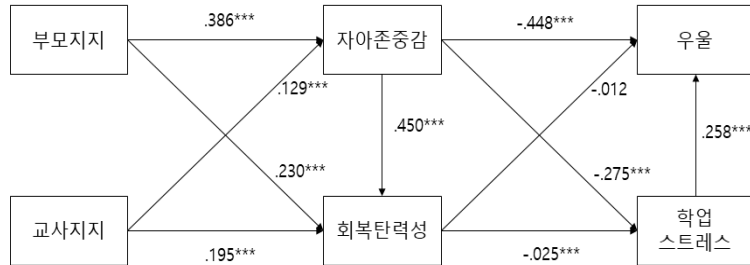 부모지지
.386***
자아존중감
-.448***
우울
.129***
-.012
.450***
.258***
.230***
-.275***
교사지지
.195***
회복탄력성
-.025***
학업
스트레스